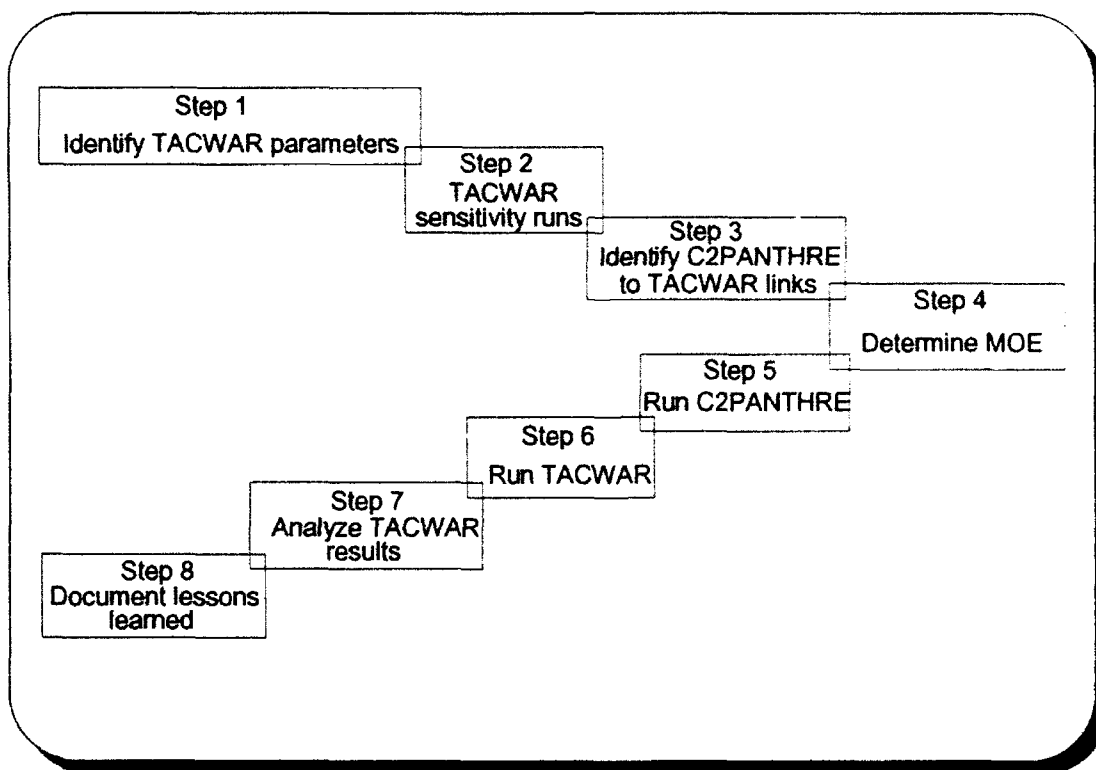 Step 1
Identify TACWAR parameters
Step 2
TACWAR
sensitivity runs
Step 3
Identify C2PANTHRE
to TACWAR links
Step 4
Determine MOE
Step 5
Run C2PANTHRE
Step 6
Run TACWAR
Step 7
Analyze TACWAR
results
Step 8
Document lessons
learned